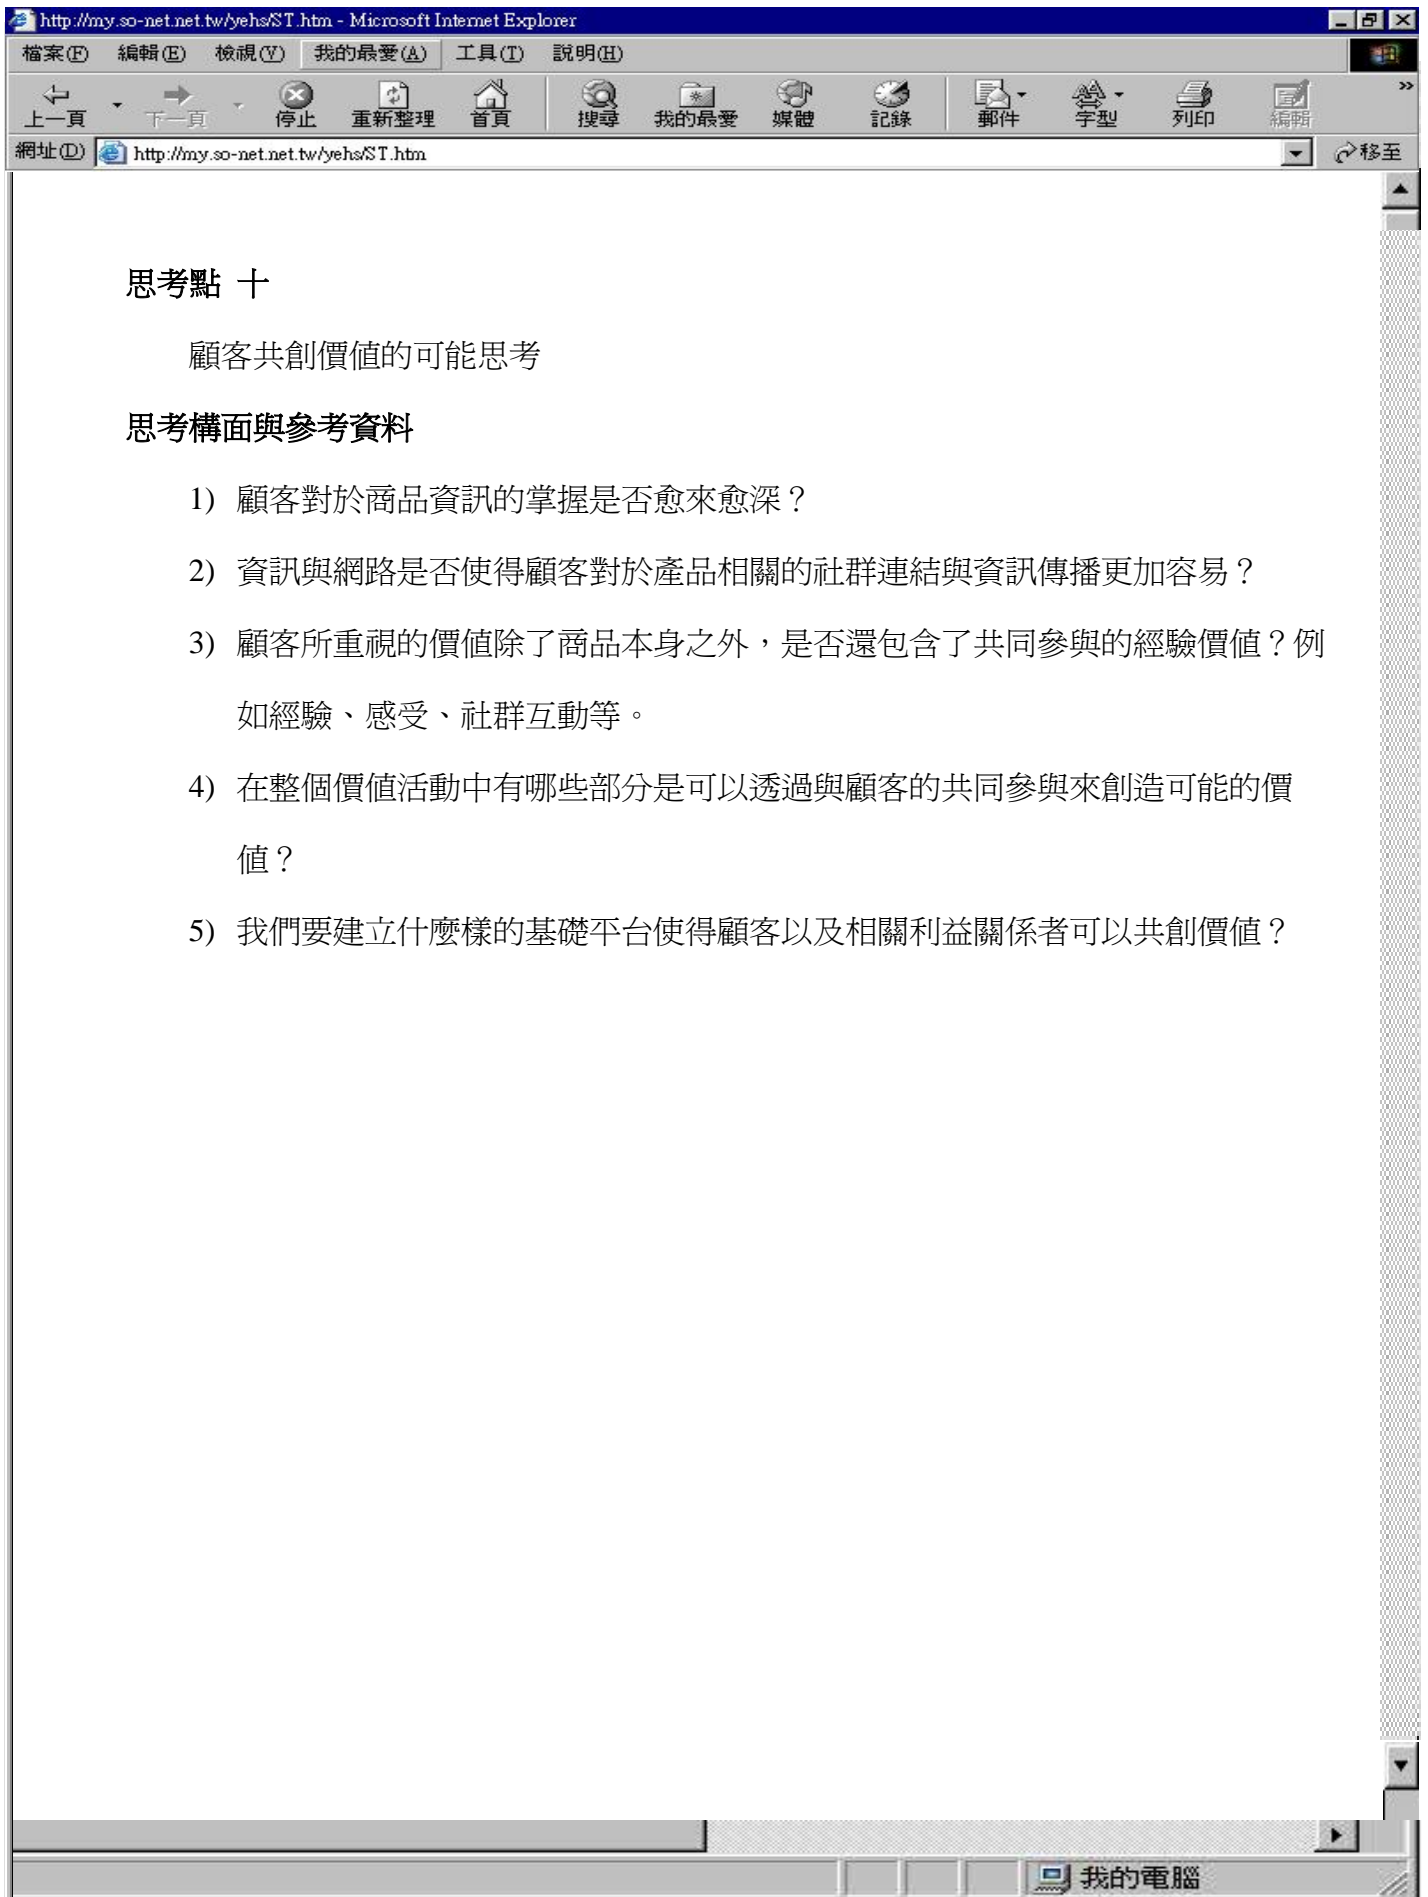 http://my.so-net.net.tw/yehs/ST.htm - Microsoft Internet Explorer
檔案(F) 編輯(E) 檢視(V) 我的最愛(A) 工具(T) 說明(H)
上一頁 下一頁 停止 重新整理 首頁 搜尋 我的最愛 媒體 記錄 郵件 字型 列印 編輯
網址(D) http://my.so-net.net.tw/yehs/ST.htm 移至
思考點 十
顧客共創價值的可能思考
思考構面與參考資料
1) 顧客對於商品資訊的掌握是否愈來愈深？
2) 資訊與網路是否使得顧客對於產品相關的社群連結與資訊傳播更加容易？
3) 顧客所重視的價值除了商品本身之外，是否還包含了共同參與的經驗價值？例
如經驗、感受、社群互動等。
4) 在整個價值活動中有哪些部分是可以透過與顧客的共同參與來創造可能的價
值？
5) 我們要建立什麼樣的基礎平台使得顧客以及相關利益關係者可以共創價值？
我的電腦